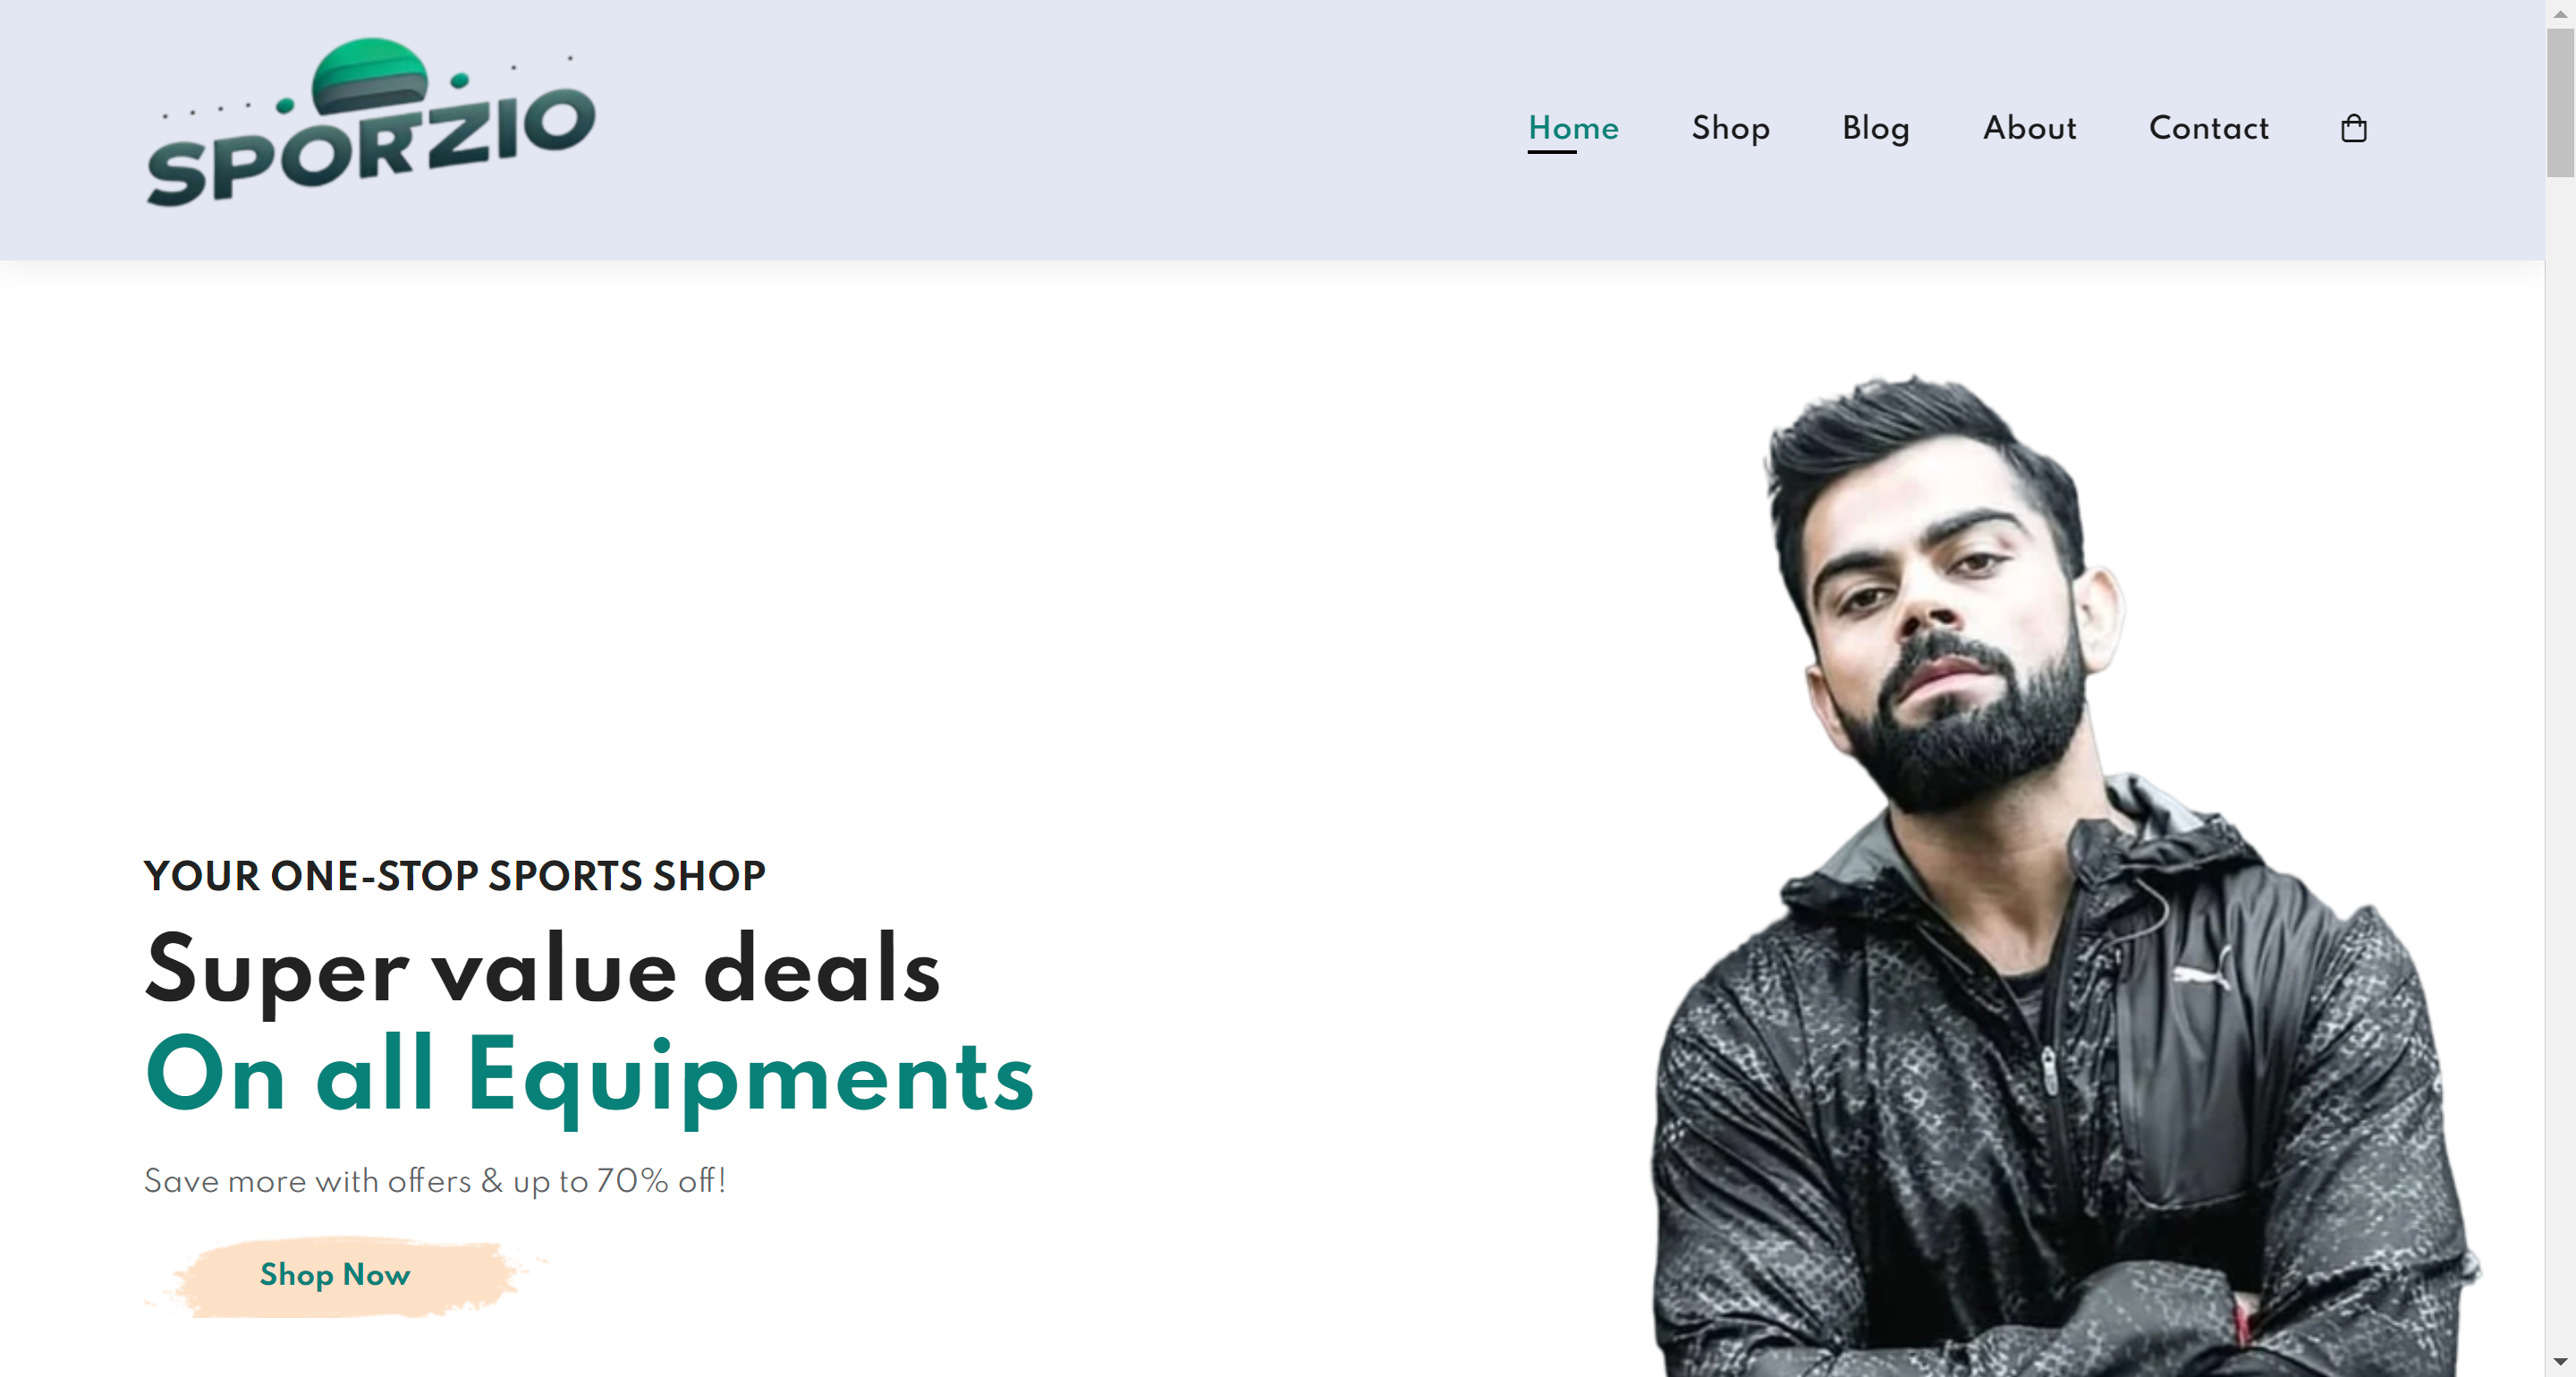 SPORZIO
Home Shop Blog About Contact
YOUR ONE-STOP SPORTS SHOP
Super value deals
On all Equipments
Save more with offers & up to 70% off!
Shop Now